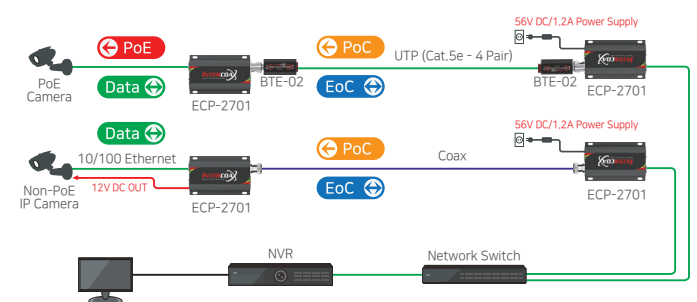 56V DC/1.2A Power Supply
PoE
PoC
UTP (Cat.5e - 4 Pair)
PoE
Camera
Data
ECP-2701
BTE-02
EoC
BTE-02
ECP-2701
Data
56V DC/1.2A Power Supply
10/100 Ethernet
PoC
Coax
12V DC OUT
Non-PoE
IP Camera
EoC
ECP-2701
ECP-2701
NVR
Network Switch